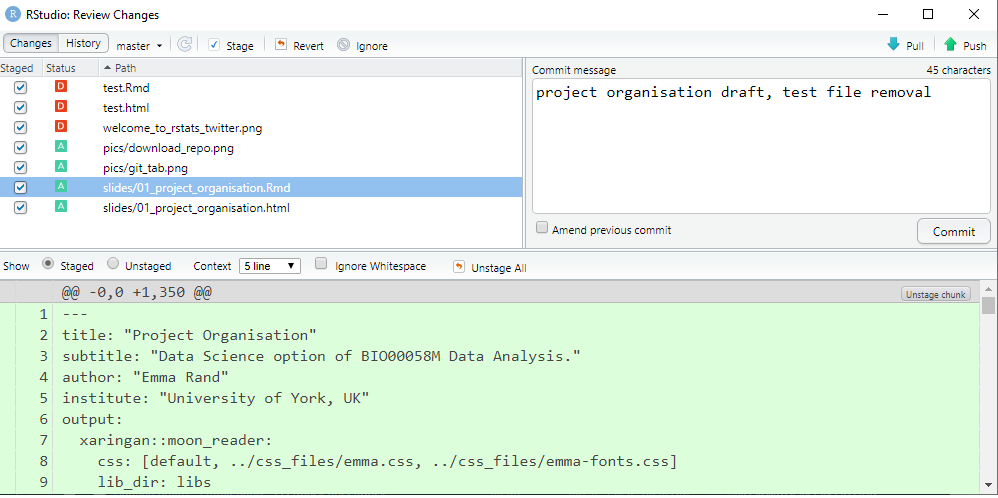 RStudio: Review Changes
Changes History master Stage Revert Ignore Pull Push
Staged Status Path
D test.Rmd
D test.html
D welcome_to_rstats_twitter.png
A pics/download_repo.png
A pics/git_tab.png
A slides/01_project_organisation.Rmd
A slides/01_project_organisation.html
Commit message 45 characters
project organisation draft, test file removal
Amend previous commit
Commit
Show Staged Unstaged Context 5 line Ignore Whitespace Unstage All
@@ -0,0 +1,350 @@ Unstage chunk
1 ---
2 title: "Project Organisation"
3 subtitle: "Data Science option of BIO00058M Data Analysis."
4 author: "Emma Rand"
5 institute: "University of York, UK"
6 output:
7 xaringan::moon_reader:
8 css: [default, ../css_files/emma.css, ../css_files/emma-fonts.css]
9 lib_dir: libs